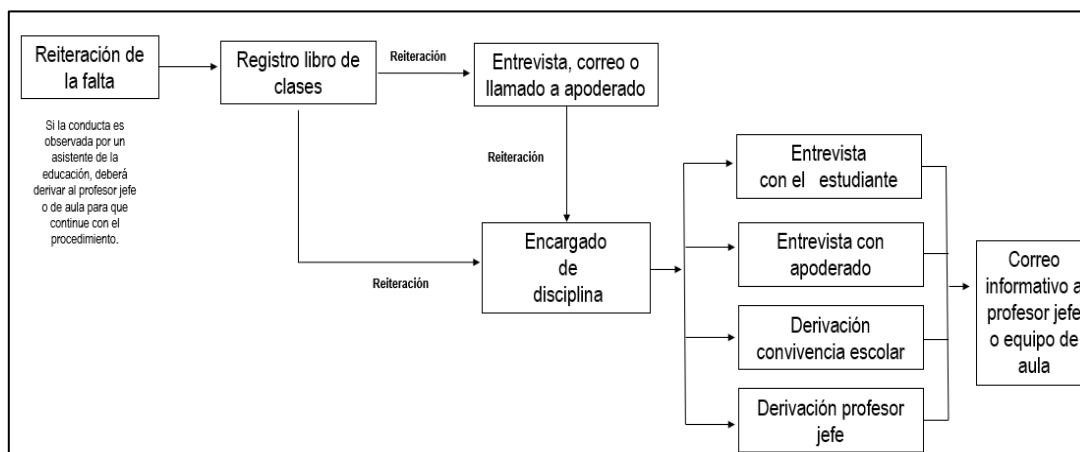 Reiteración de
la falta
Si la conducta es
observada por un
asistente de la
educación, deberá
derivar al profesor jefe
o de aula para que
continue con el
procedimiento.
Registro libro de
clases
Reiteración
Entrevista, correo o
llamado a apoderado
Reiteración
Reiteración
Encargado
de
disciplina
Entrevista
con el estudiante
Entrevista con
apoderado
Derivación
convivencia escolar
Derivación profesor
jefe
Correo
informativo a
profesor jefe
o equipo de
aula